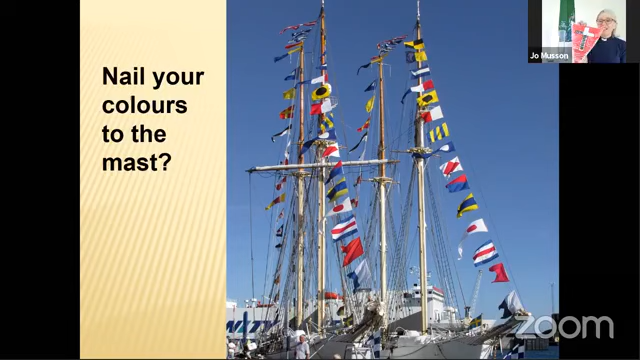 Nail your
colours
to the
mast?
Jo Musson
zoom